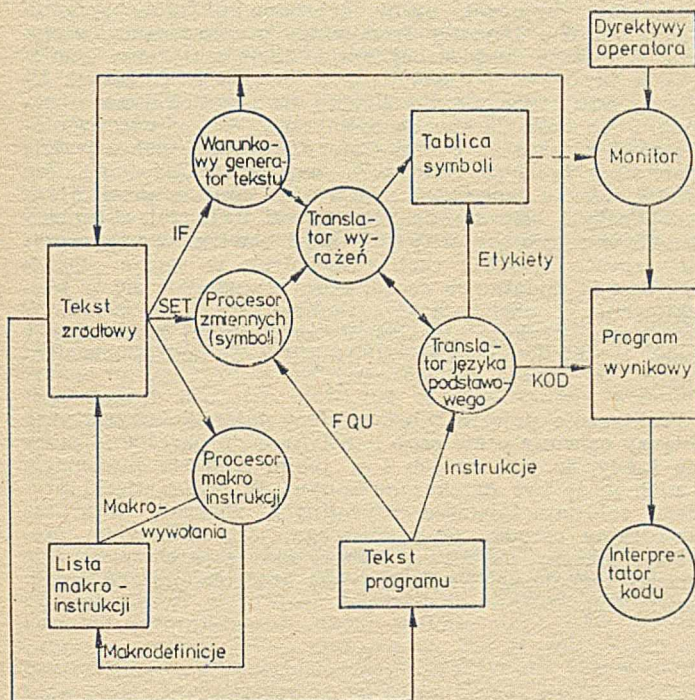 Dyrektywy
operatora
Warunko-
wy genera-
tor tekstu
Tablica
symboli
Monitor
Transla-
tor wy-
rażeń
IF
Etykiety
Tekst
zródłowy
SET
Procesor
zmiennych
(symboli)
Transla-
tor języka
podstawo-
wego
KOD
Program
wynikowy
FQU
Procesor
makro
instrukcji
Instrukcje
Makro-
wywołania
Lista
makro-
instrukcji
Tekst
programu
Interpre-
tator
kodu
Makrodefinicje